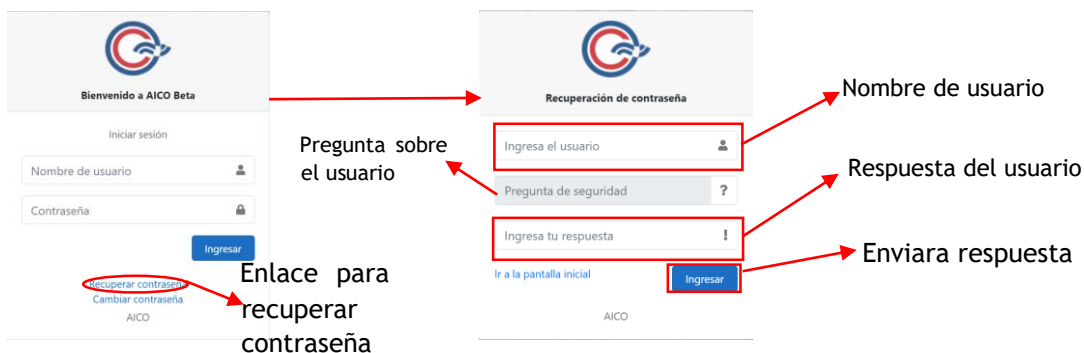 Bienvenido a AICO Beta
Iniciar sesión
Nombre de usuario
Contraseña
Ingresar
Recuperar contraseña
Cambiar contraseña
AICO
Enlace para
recuperar
contraseña
Recuperación de contraseña
Ingresa el usuario
Pregunta de seguridad
?
Ingresa tu respuesta
!
Ir a la pantalla inicial
Ingresar
AICO
Pregunta sobre
el usuario
Nombre de usuario
Respuesta del usuario
Enviara respuesta